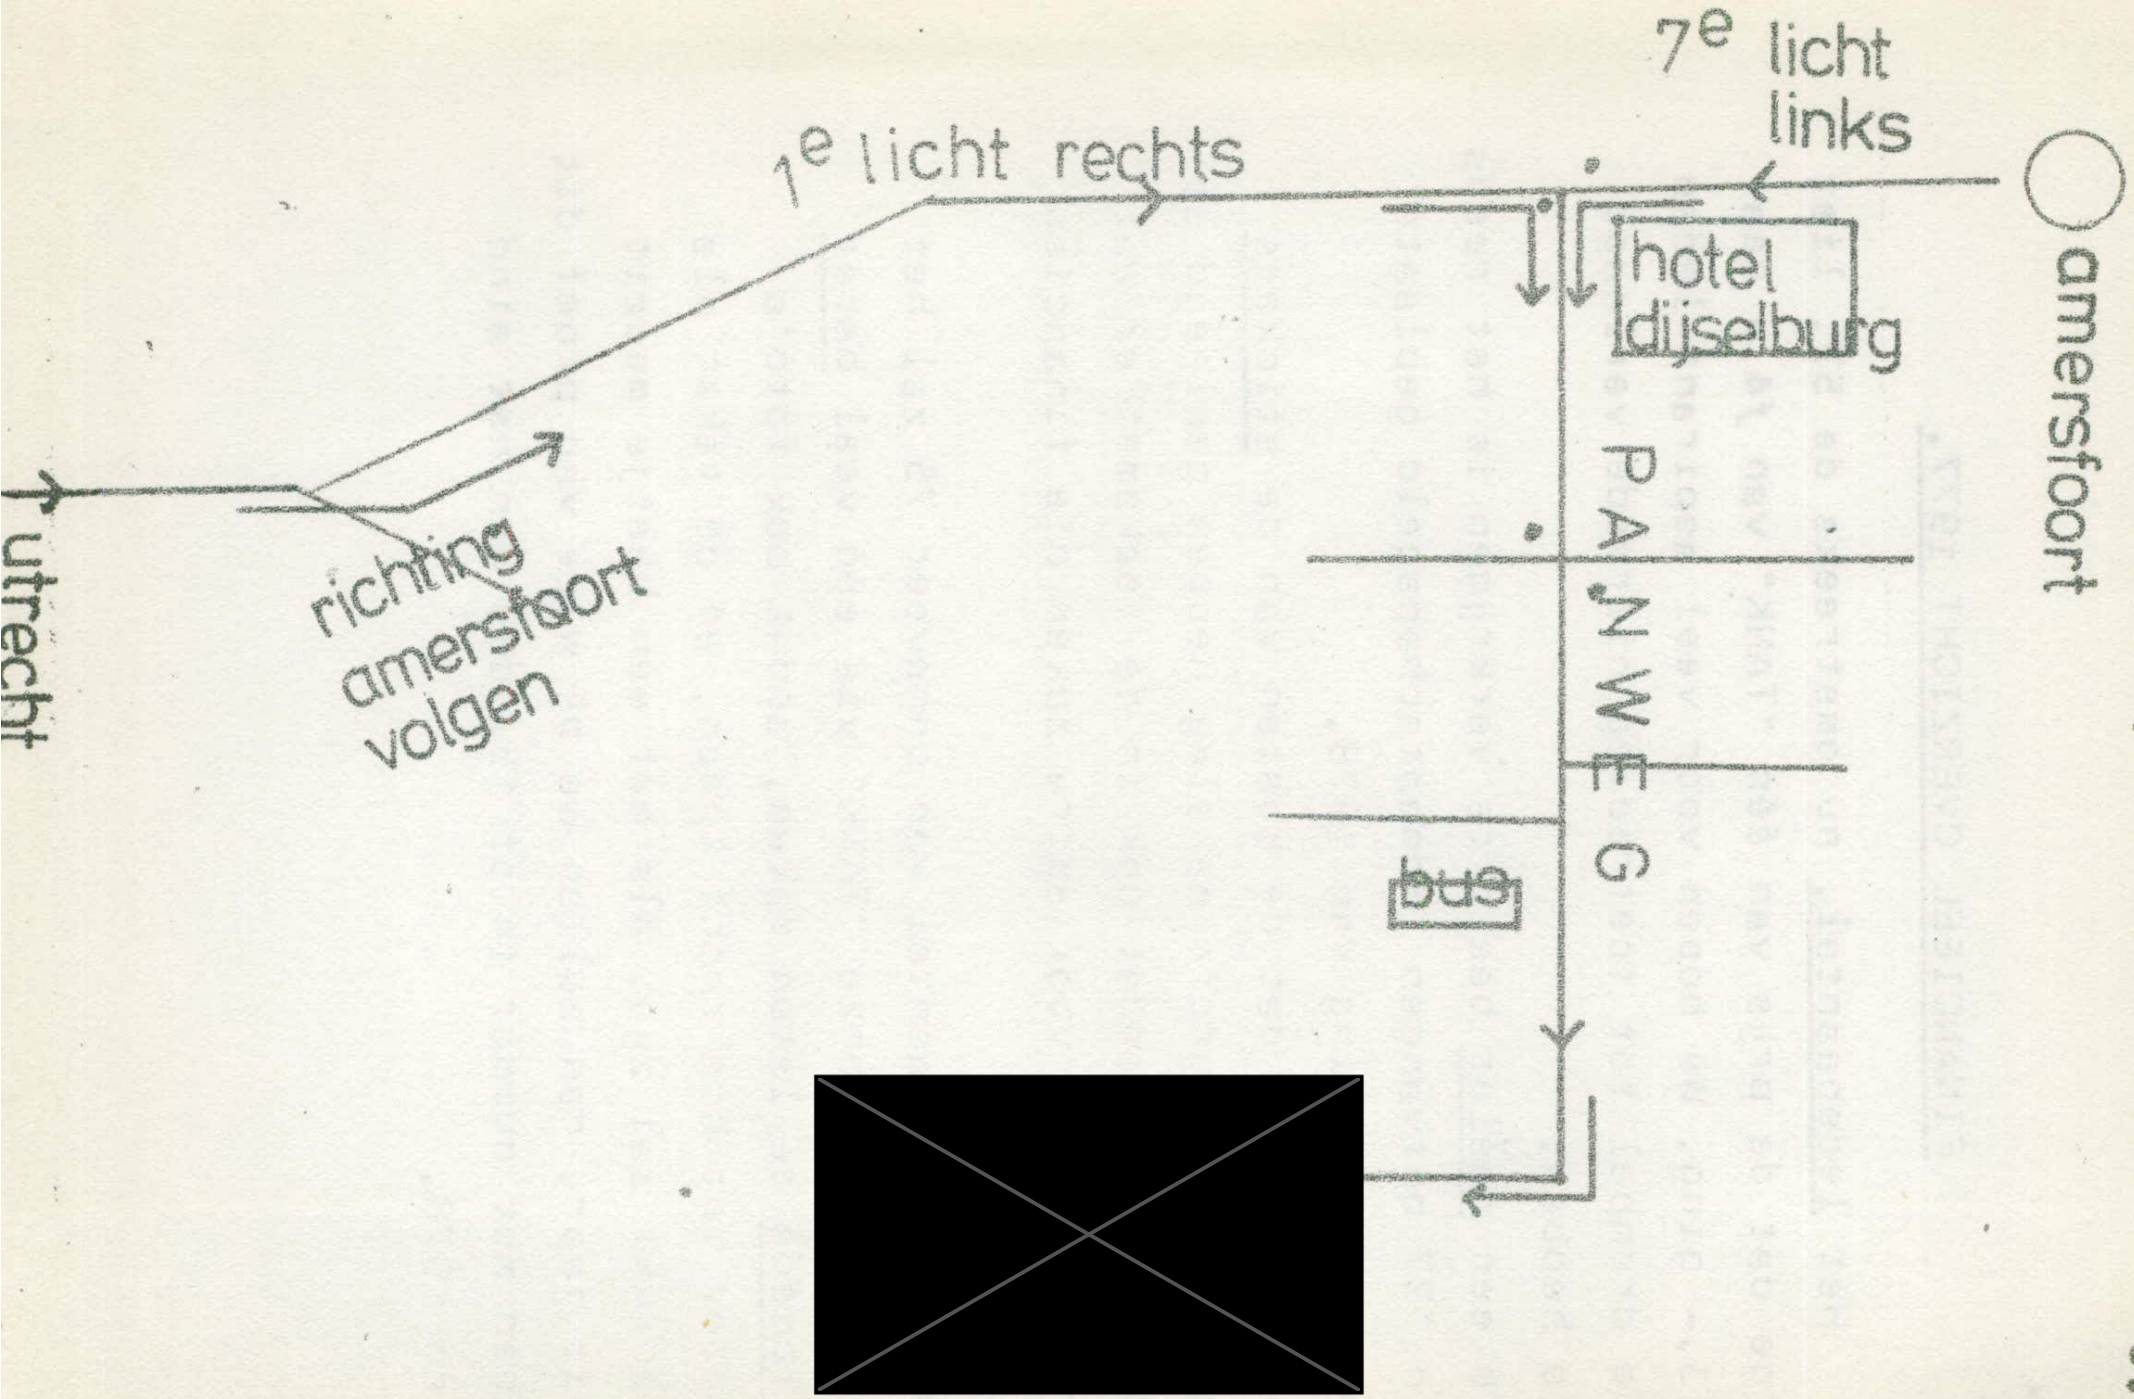 7e licht
links
1e licht rechts
hotel
dijselburg
amersfoort
PANWEG
richting
amersfoort
volgen
utrecht
bus